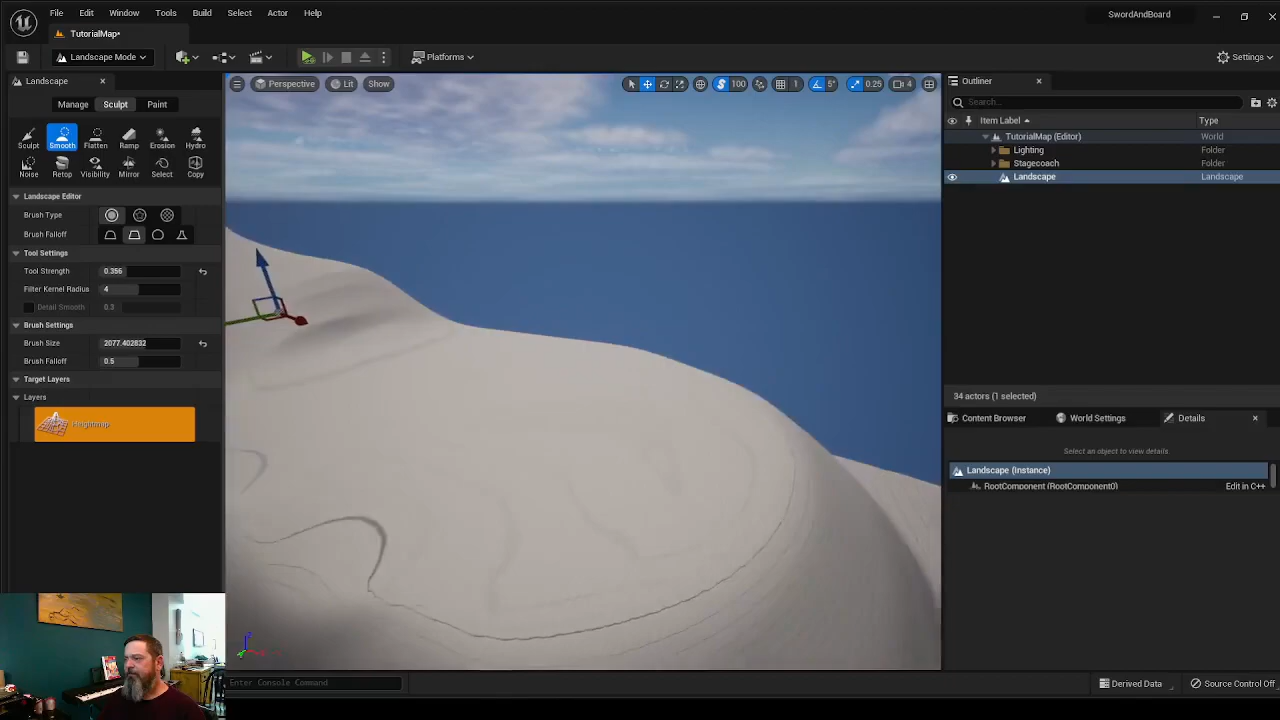 File Edit Window Tools Build Select Actor Help
SwordAndBoard
TutorialMap*
Landscape Mode
Platforms
Settings
Landscape
Perspective Lit Show
100 1 5° 0.25 4
Outliner
Manage Sculpt Paint
Search...
Item Label Type
Sculpt Smooth Flatten Ramp Erosion Hydro
TutorialMap (Editor) World
Lighting Folder
Stagecoach Folder
Noise Retop Visibility Mirror Select Copy
Landscape Landscape
Landscape Editor
Brush Type
Brush Falloff
Tool Settings
Tool Strength 0.356
Filter Kernel Radius 4
Detail Smooth 0.3
Brush Settings
Brush Size 2077.402832
Brush Falloff 0.5
Target Layers
Layers
Heightmap
34 actors (1 selected)
Content Browser World Settings Details
Select an object to view details
Landscape (Instance)
RootComponent (RootComponent0) Edit in C++
Enter Console Command
Derived Data Source Control Off